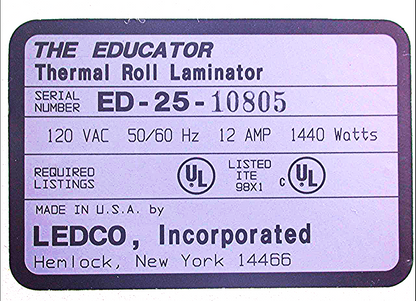 THE EDUCATOR
Thermal Roll Laminator
SERIAL NUMBER ED-25-10805
120 VAC 50/60 Hz 12 AMP 1440 Watts
REQUIRED LISTINGS UL LISTED ITE 98X1 c UL
MADE IN U.S.A. by
LEDCO, Incorporated
Hemlock, New York 14466